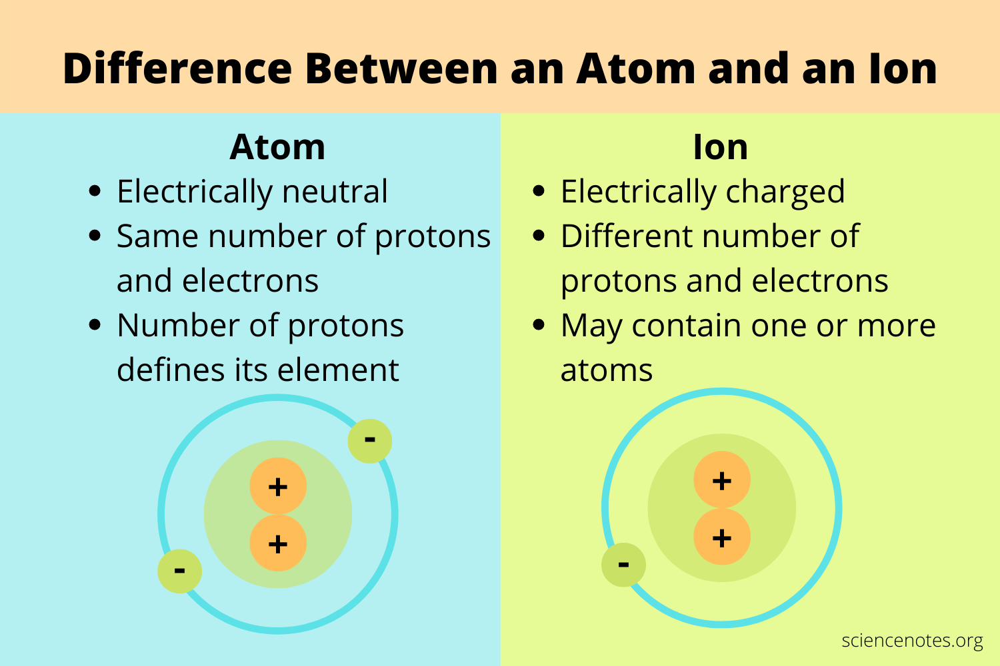 Difference Between an Atom and an Ion
Atom
• Electrically neutral
• Same number of protons
and electrons
• Number of protons
defines its element
-
+
+
-
Ion
• Electrically charged
• Different number of
protons and electrons
• May contain one or more
atoms
+
+
-
sciencenotes.org